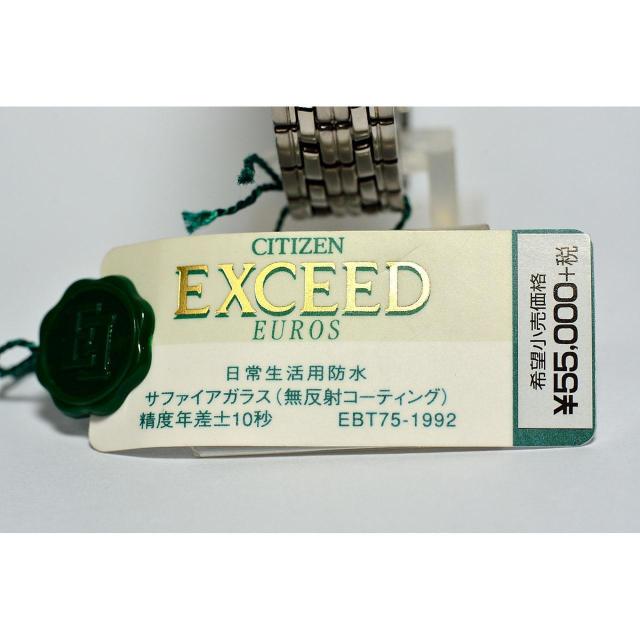 CITIZEN
EXCEED
EUROS
日常生活用防水
サファイアガラス(無反射コーティング)
精度年差±10秒 EBT75-1992
希望小売価格
¥55,000+税